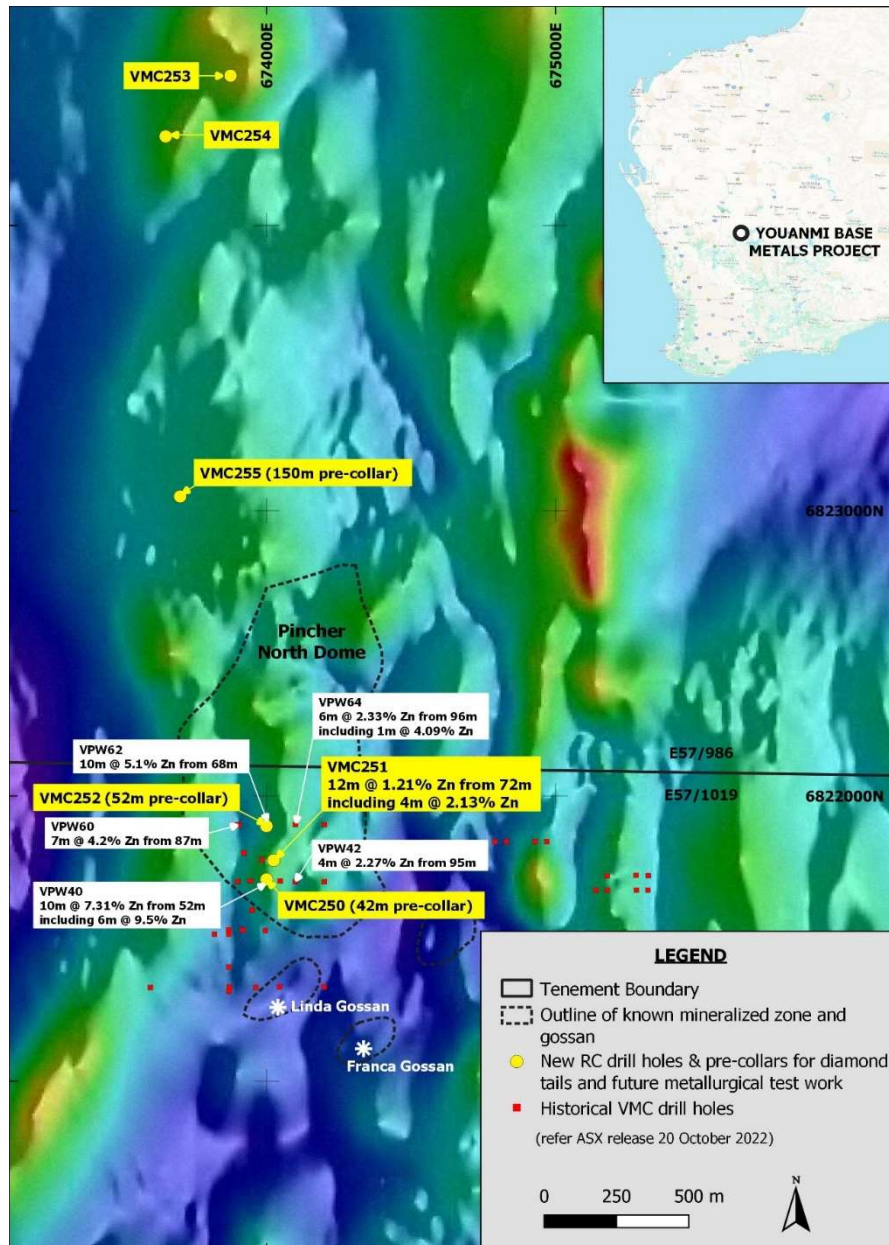 674000E
675000E
VMC253
VMC254
YOUANMI BASE
METALS PROJECT
VMC255 (150m pre-collar)
6823000N
Pincher
North Dome
VPW64
6m @ 2.33% Zn from 96m
including 1m @ 4.09% Zn
VPW62
10m @ 5.1% Zn from 68m
E57/986
VMC251
12m @ 1.21% Zn from 72m
including 4m @ 2.13% Zn
E57/1019
6822000N
VMC252 (52m pre-collar)
VPW60
7m @ 4.2% Zn from 87m
VPW42
4m @ 2.27% Zn from 95m
VPW40
10m @ 7.31% Zn from 52m
including 6m @ 9.5% Zn
VMC250 (42m pre-collar)
Linda Gossan
Franca Gossan
LEGEND
Tenement Boundary
Outline of known mineralized zone and
gossan
New RC drill holes & pre-collars for diamond
tails and future metallurgical test work
Historical VMC drill holes
(refer ASX release 20 October 2022)
0 250 500 m
N